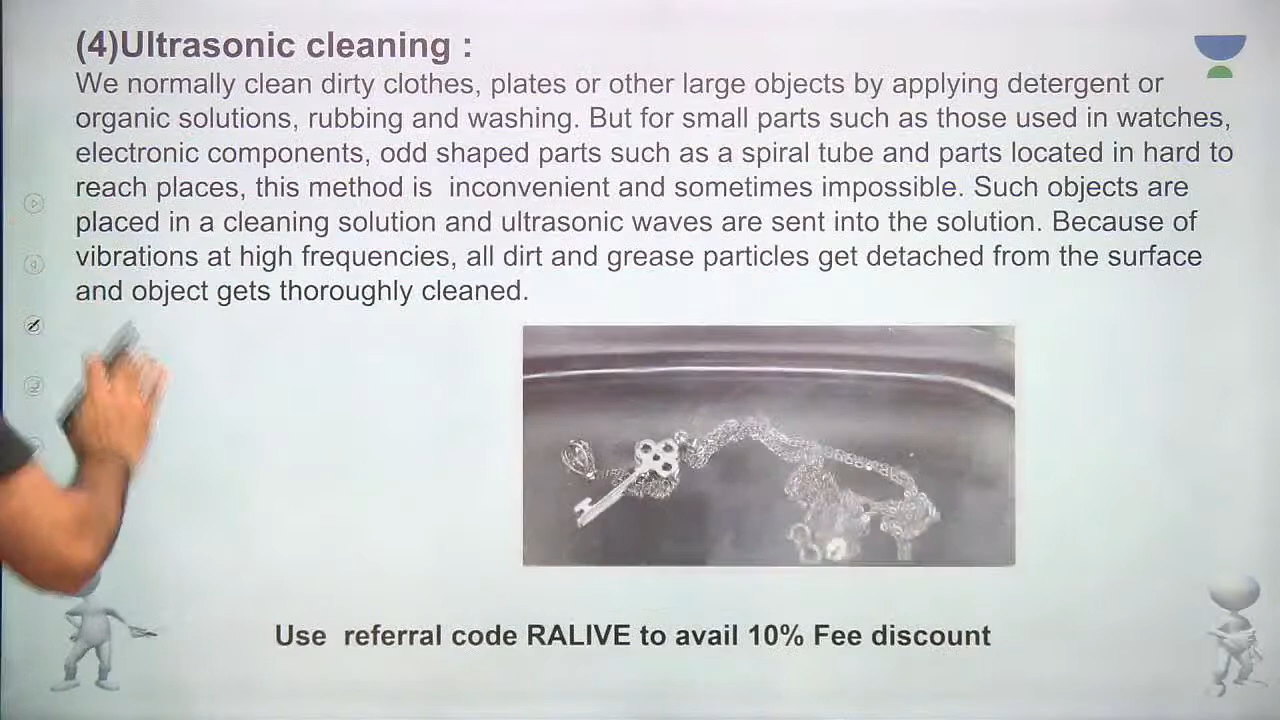 (4)Ultrasonic cleaning :
We normally clean dirty clothes, plates or other large objects by applying detergent or
organic solutions, rubbing and washing. But for small parts such as those used in watches,
electronic components, odd shaped parts such as a spiral tube and parts located in hard to
reach places, this method is inconvenient and sometimes impossible. Such objects are
placed in a cleaning solution and ultrasonic waves are sent into the solution. Because of
vibrations at high frequencies, all dirt and grease particles get detached from the surface
and object gets thoroughly cleaned.
Use referral code RALIVE to avail 10% Fee discount